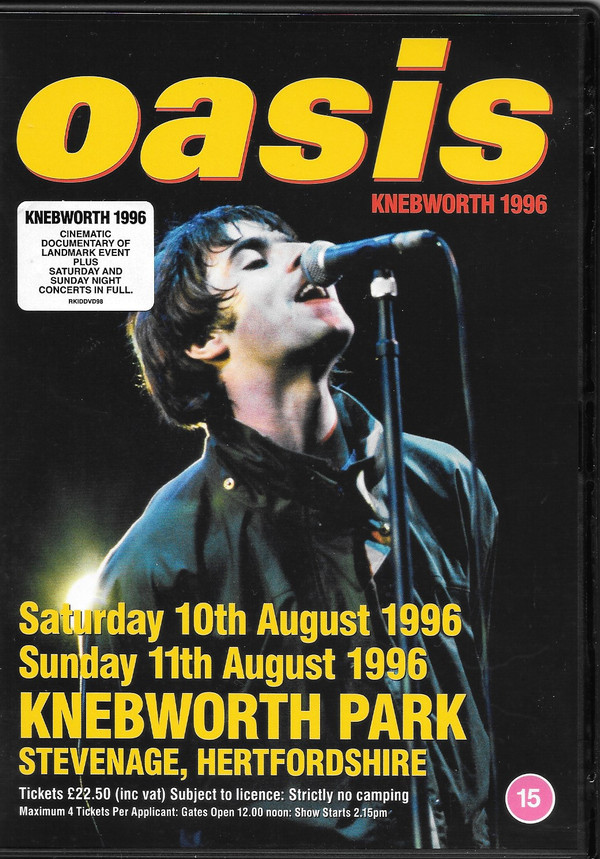 oasis
KNEBWORTH 1996
KNEBWORTH 1996
CINEMATIC
DOCUMENTARY OF
LANDMARK EVENT
PLUS
SATURDAY AND
SUNDAY NIGHT
CONCERTS IN FULL.
RKIDDVD98
Saturday 10th August 1996
Sunday 11th August 1996
KNEBWORTH PARK
STEVENAGE, HERTFORDSHIRE
Tickets £22.50 (inc vat) Subject to licence: Strictly no camping
Maximum 4 Tickets Per Applicant: Gates Open 12.00 noon: Show Starts 2.15pm
15